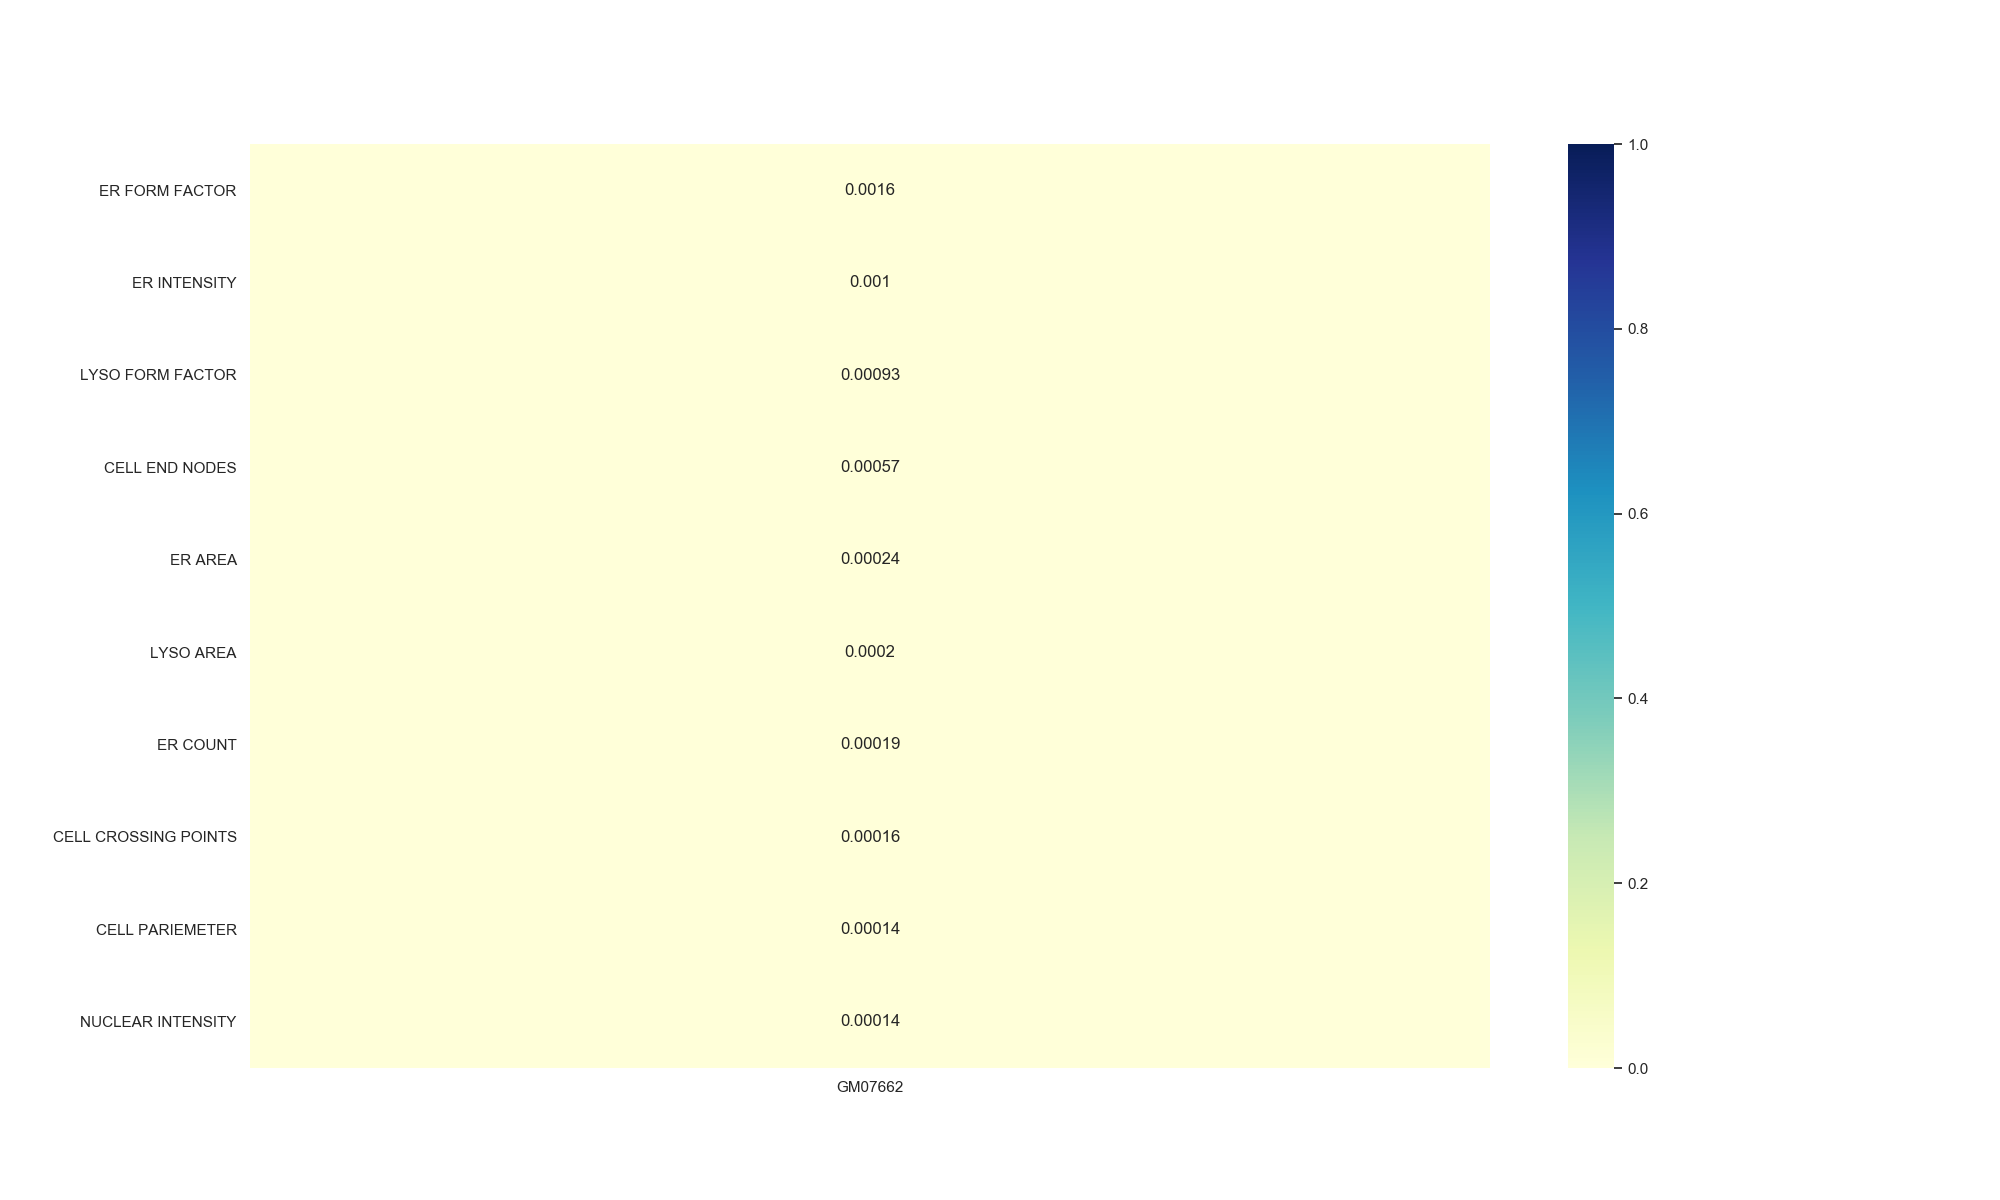 ER FORM FACTOR 0.0016
ER INTENSITY 0.001
LYSO FORM FACTOR 0.00093
CELL END NODES 0.00057
ER AREA 0.00024
LYSO AREA 0.0002
ER COUNT 0.00019
CELL CROSSING POINTS 0.00016
CELL PARIEMETER 0.00014
NUCLEAR INTENSITY 0.00014
GM07662
1.0
0.8
0.6
0.4
0.2
0.0